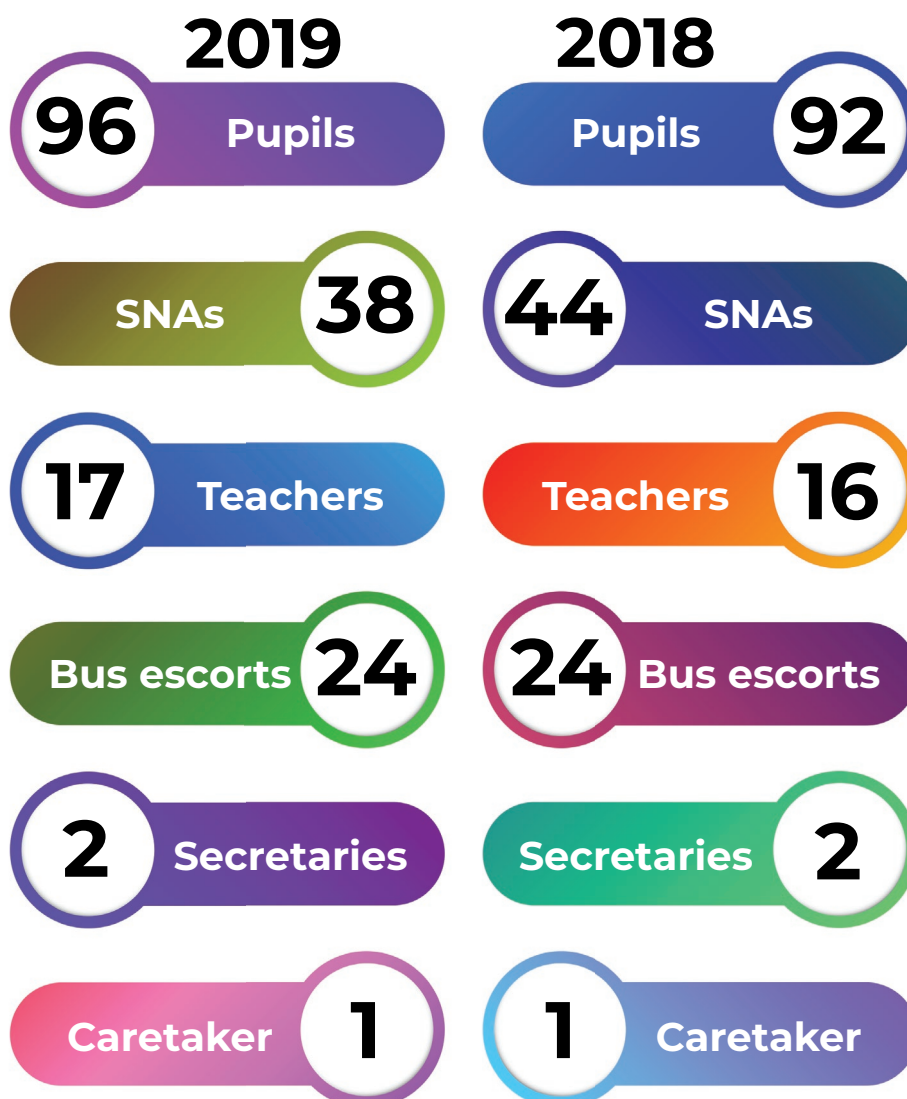 2019
96 Pupils
SNAs 38
17 Teachers
Bus escorts 24
2 Secretaries
Caretaker 1
2018
Pupils 92
44 SNAs
Teachers 16
24 Bus escorts
Secretaries 2
1 Caretaker